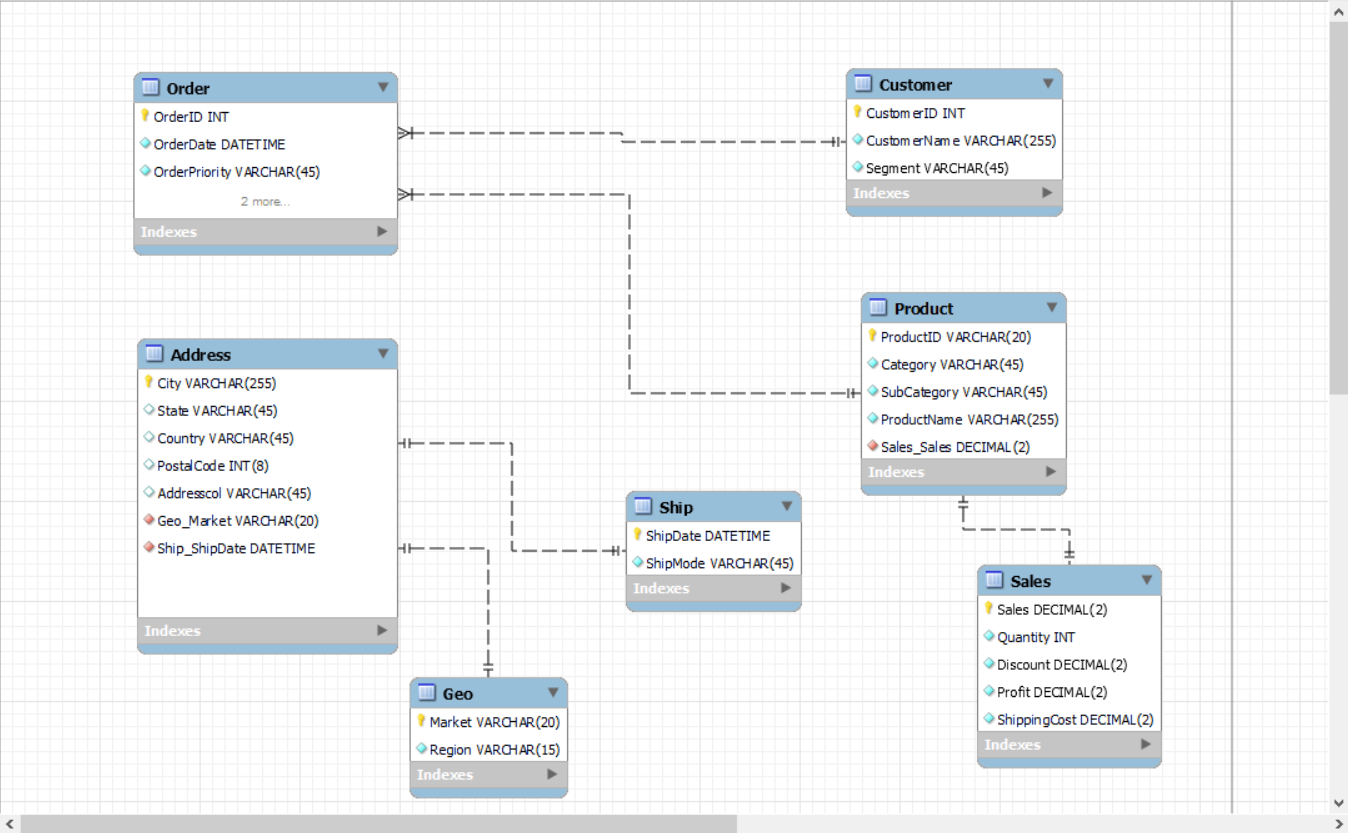 Order
OrderID INT
OrderDate DATETIME
OrderPriority VARCHAR(45)
2 more...
Indexes
Customer
CustomerID INT
CustomerName VARCHAR(255)
Segment VARCHAR(45)
Indexes
Product
ProductID VARCHAR(20)
Category VARCHAR(45)
SubCategory VARCHAR(45)
ProductName VARCHAR(255)
Sales_Sales DECIMAL(2)
Indexes
Address
City VARCHAR(255)
State VARCHAR(45)
Country VARCHAR(45)
PostalCode INT(8)
Addresscol VARCHAR(45)
Geo_Market VARCHAR(20)
Ship_ShipDate DATETIME
Indexes
Ship
ShipDate DATETIME
ShipMode VARCHAR(45)
Indexes
Sales
Sales DECIMAL(2)
Quantity INT
Discount DECIMAL(2)
Profit DECIMAL(2)
ShippingCost DECIMAL(2)
Indexes
Geo
Market VARCHAR(20)
Region VARCHAR(15)
Indexes